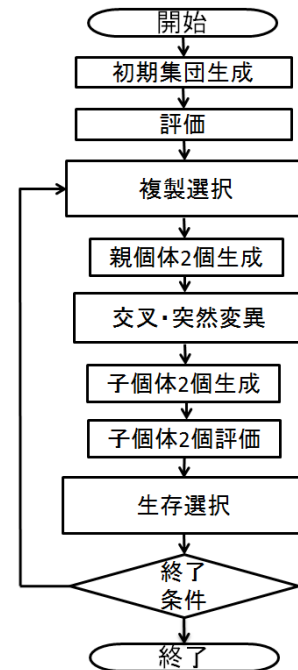 開始
初期集団生成
評価
複製選択
親個体2個生成
交叉・突然変異
子個体2個生成
子個体2個評価
生存選択
終了
条件
終了